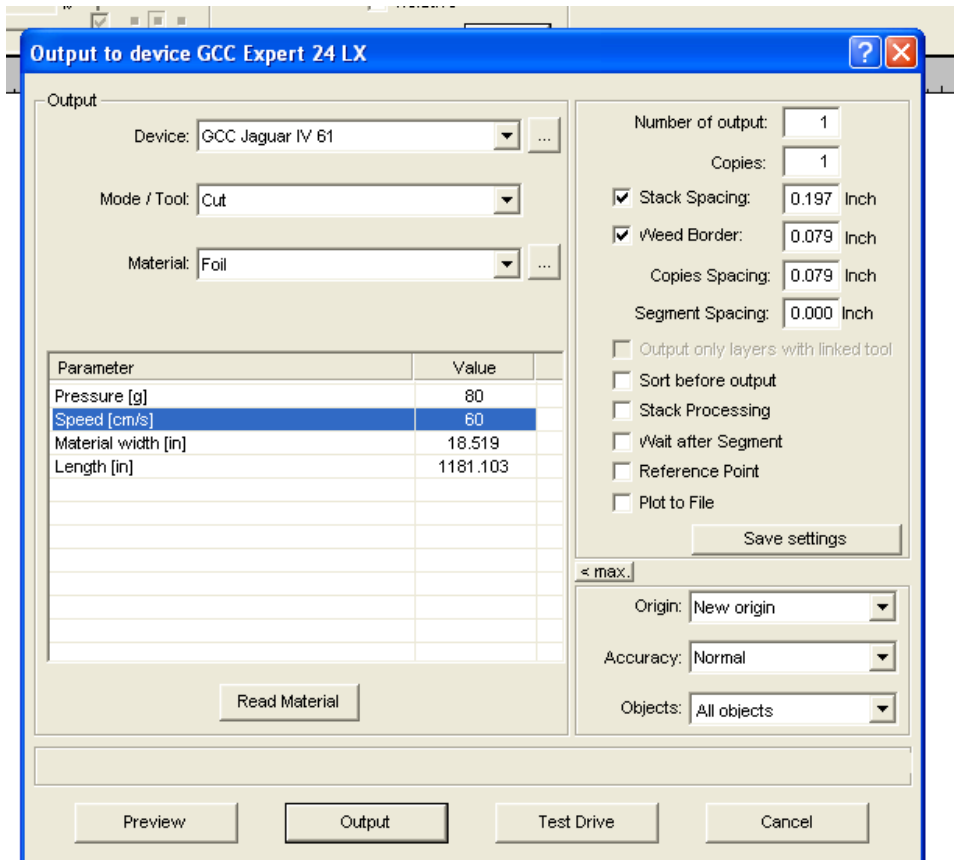 Output to device GCC Expert 24 LX
Output
Device: GCC Jaguar IV 61 ...
Mode / Tool: Cut
Material: Foil ...
Parameter Value
Pressure [g] 80
Speed [cm/s] 60
Material width [in] 18.519
Length [in] 1181.103
Read Material
Number of output: 1
Copies: 1
Stack Spacing: 0.197 Inch
Weed Border: 0.079 Inch
Copies Spacing: 0.079 Inch
Segment Spacing: 0.000 Inch
Output only layers with linked tool
Sort before output
Stack Processing
Wait after Segment
Reference Point
Plot to File
Save settings
< max.
Origin: New origin
Accuracy: Normal
Objects: All objects
Preview Output Test Drive Cancel